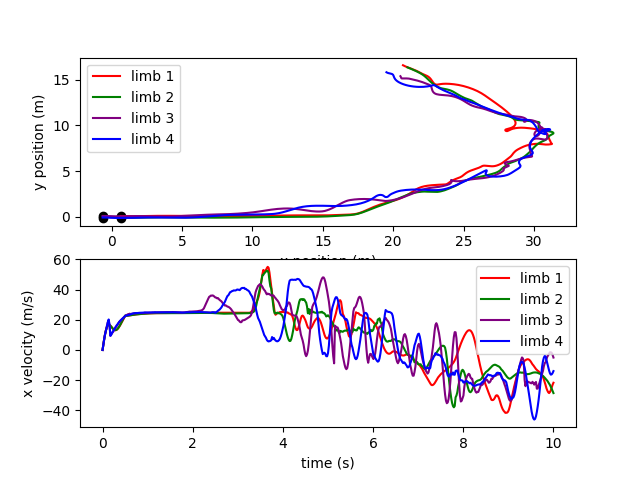 limb 1
limb 2
limb 3
limb 4
y position (m)
15
10
5
0
0 5 10 15 20 25 30
x position (m)
limb 1
limb 2
limb 3
limb 4
x velocity (m/s)
60
40
20
0
−20
−40
0 2 4 6 8 10
time (s)